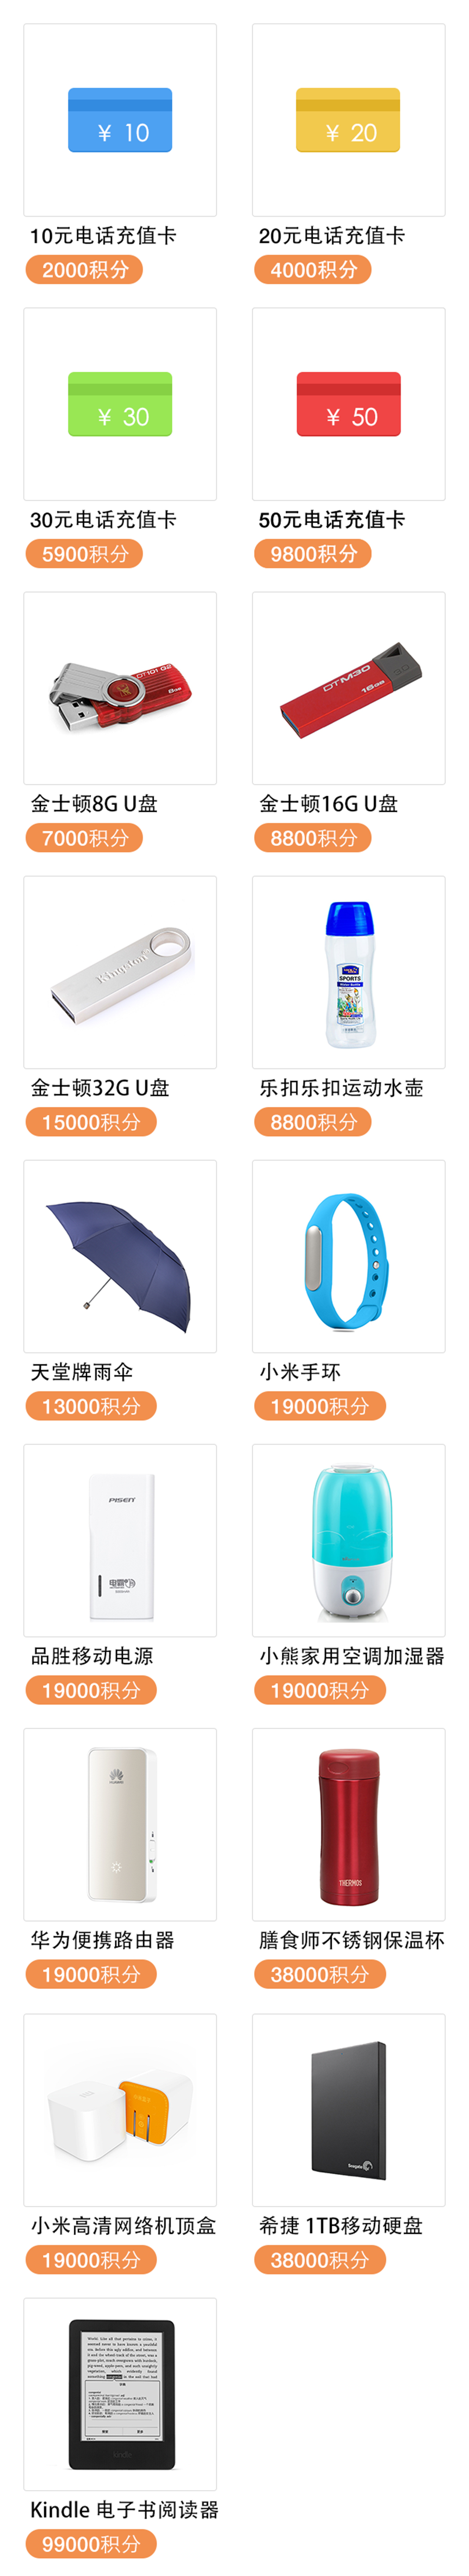 ¥ 10
¥ 20
10元电话充值卡
20元电话充值卡
2000积分
4000积分
¥ 30
¥ 50
30元电话充值卡
50元电话充值卡
5900积分
9800积分
DT101 G2
8GB
DTM30
16GB
3.0
金士顿8G U盘
金士顿16G U盘
7000积分
8800积分
Kingston
SPORTS
Water Bottle
金士顿32G U盘
乐扣乐扣运动水壶
15000积分
8800积分
天堂牌雨伞
小米手环
13000积分
19000积分
PISEN
电霸
品胜移动电源
小熊家用空调加湿器
19000积分
19000积分
HUAWEI
THERMOS
华为便携路由器
膳食师不锈钢保温杯
19000积分
38000积分
Seagate
小米高清网络机顶盒
希捷 1TB移动硬盘
19000积分
38000积分
kindle
Kindle 电子书阅读器
99000积分